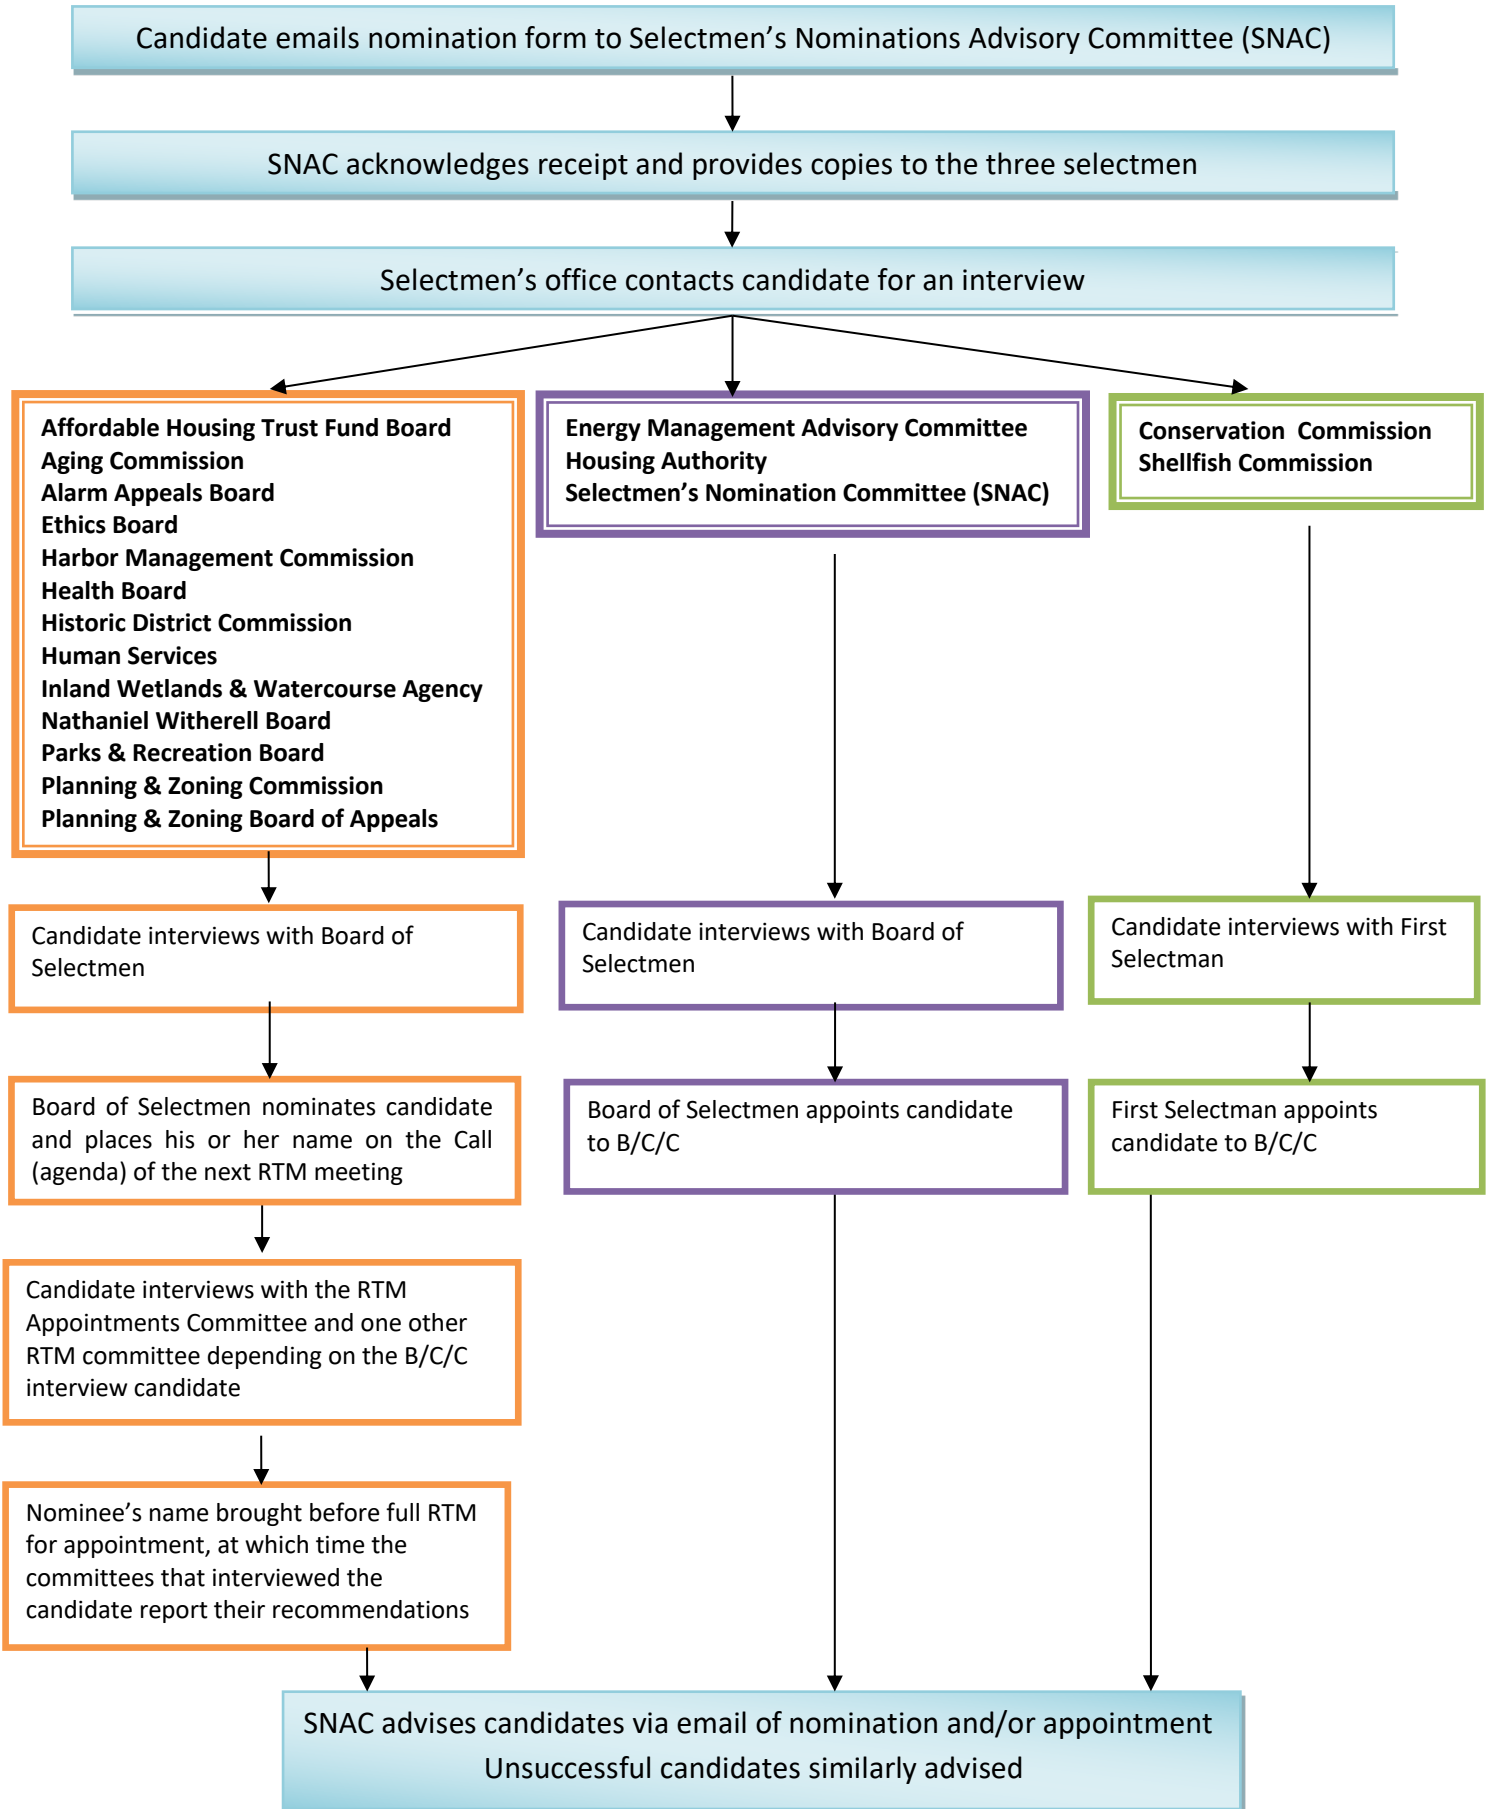 Candidate emails nomination form to Selectmen’s Nominations Advisory Committee (SNAC)
SNAC acknowledges receipt and provides copies to the three selectmen
Selectmen’s office contacts candidate for an interview
Affordable Housing Trust Fund Board
Aging Commission
Alarm Appeals Board
Ethics Board
Harbor Management Commission
Health Board
Historic District Commission
Human Services
Inland Wetlands & Watercourse Agency
Nathaniel Witherell Board
Parks & Recreation Board
Planning & Zoning Commission
Planning & Zoning Board of Appeals
Energy Management Advisory Committee
Housing Authority
Selectmen’s Nomination Committee (SNAC)
Conservation Commission
Shellfish Commission
Candidate interviews with Board of
Selectmen
Candidate interviews with Board of
Selectmen
Candidate interviews with First
Selectman
Board of Selectmen nominates candidate
and places his or her name on the Call
(agenda) of the next RTM meeting
Board of Selectmen appoints candidate
to B/C/C
First Selectman appoints
candidate to B/C/C
Candidate interviews with the RTM
Appointments Committee and one other
RTM committee depending on the B/C/C
interview candidate
Nominee’s name brought before full RTM
for appointment, at which time the
committees that interviewed the
candidate report their recommendations
SNAC advises candidates via email of nomination and/or appointment
Unsuccessful candidates similarly advised